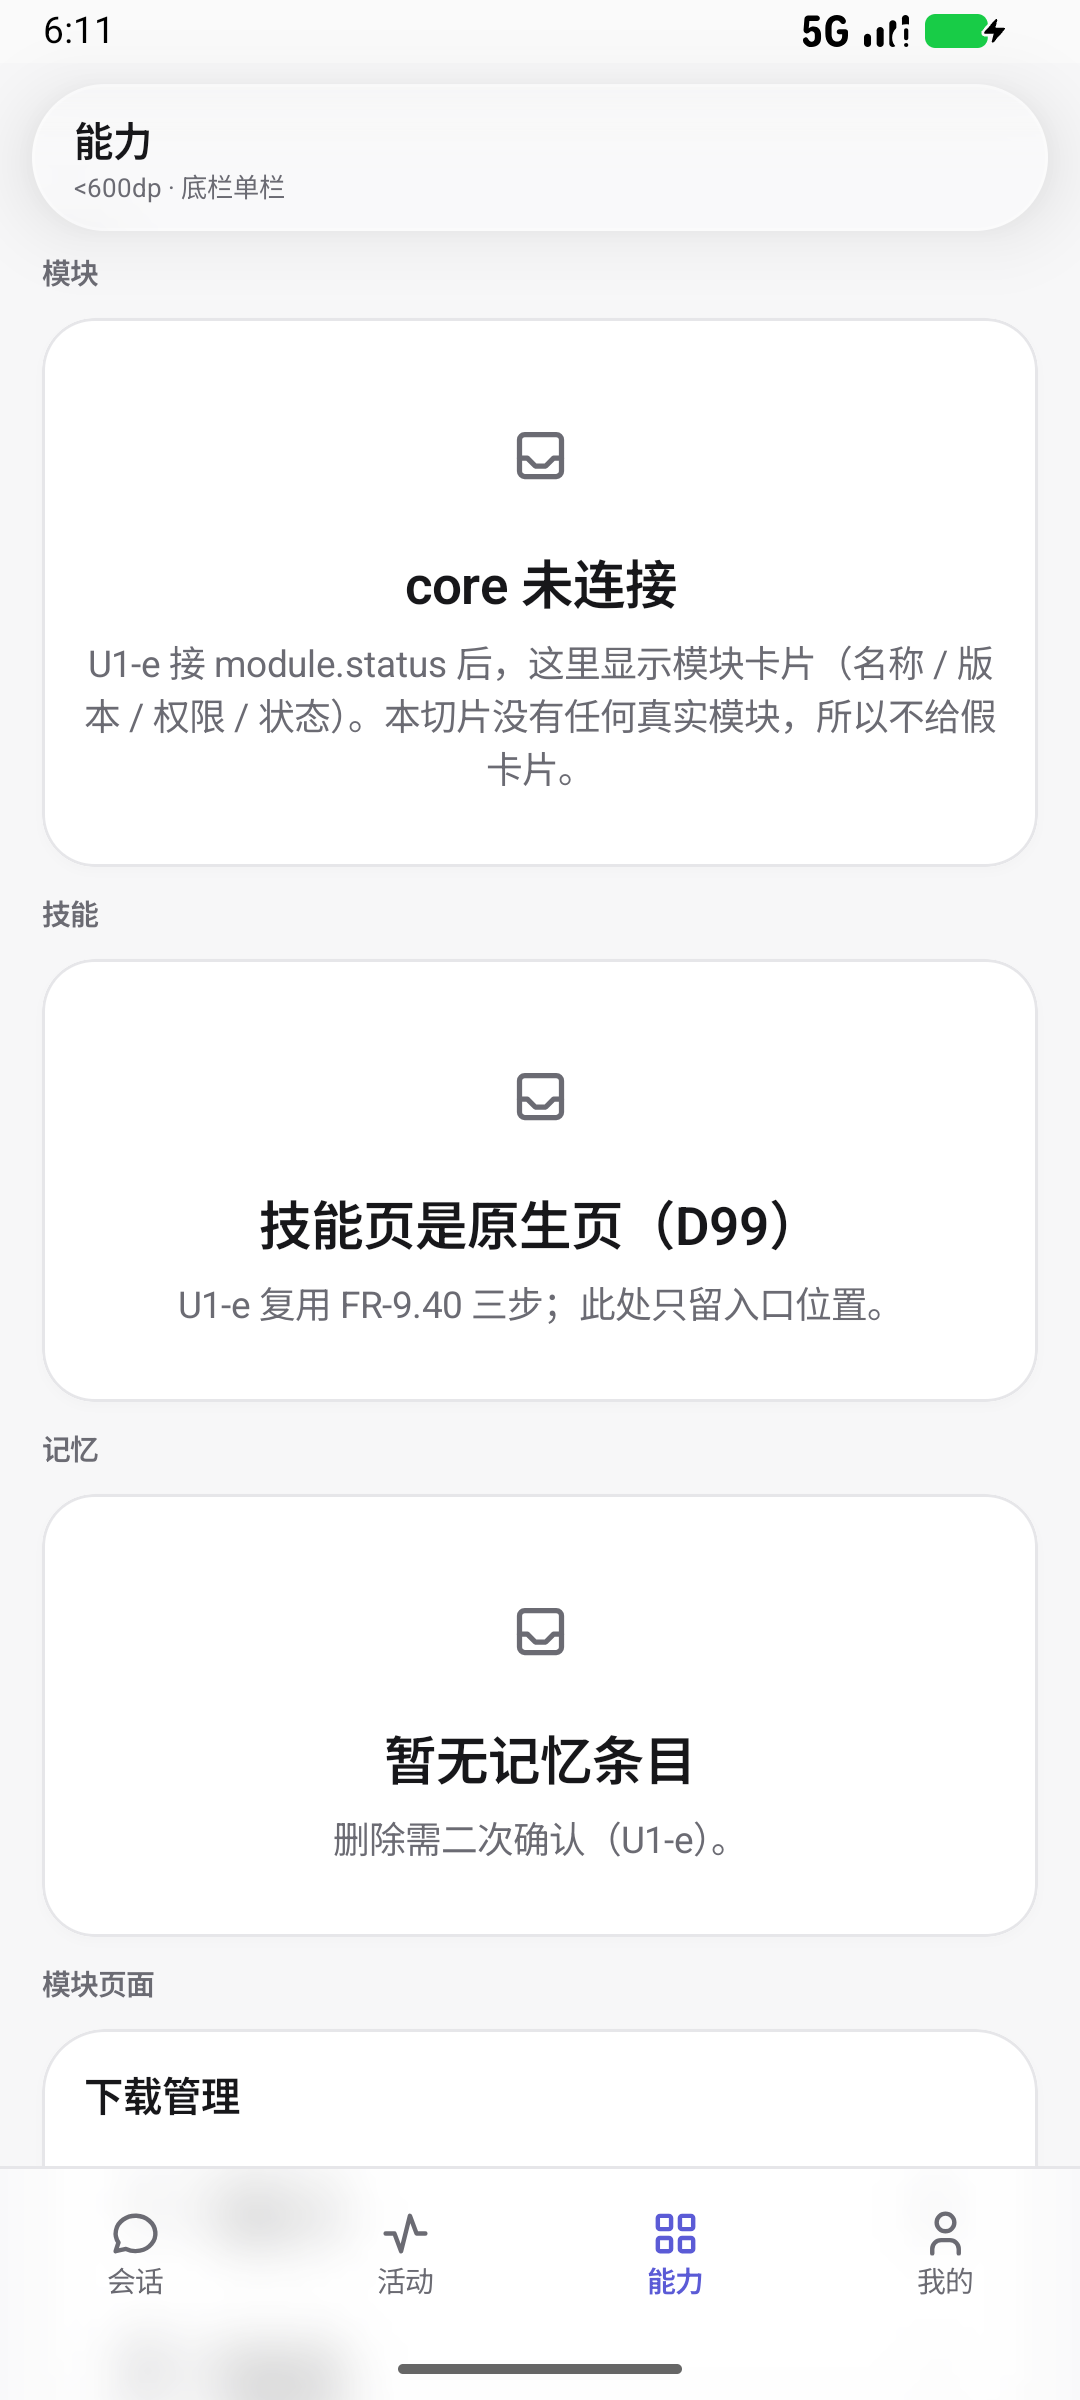 6:11
5G
能力
<600dp · 底栏单栏
模块
core 未连接
U1-e 接 module.status 后，这里显示模块卡片（名称 / 版
本 / 权限 / 状态）。本切片没有任何真实模块，所以不给假
卡片。
技能
技能页是原生页（D99）
U1-e 复用 FR-9.40 三步；此处只留入口位置。
记忆
暂无记忆条目
删除需二次确认（U1-e）。
模块页面
下载管理
会话
活动
能力
我的